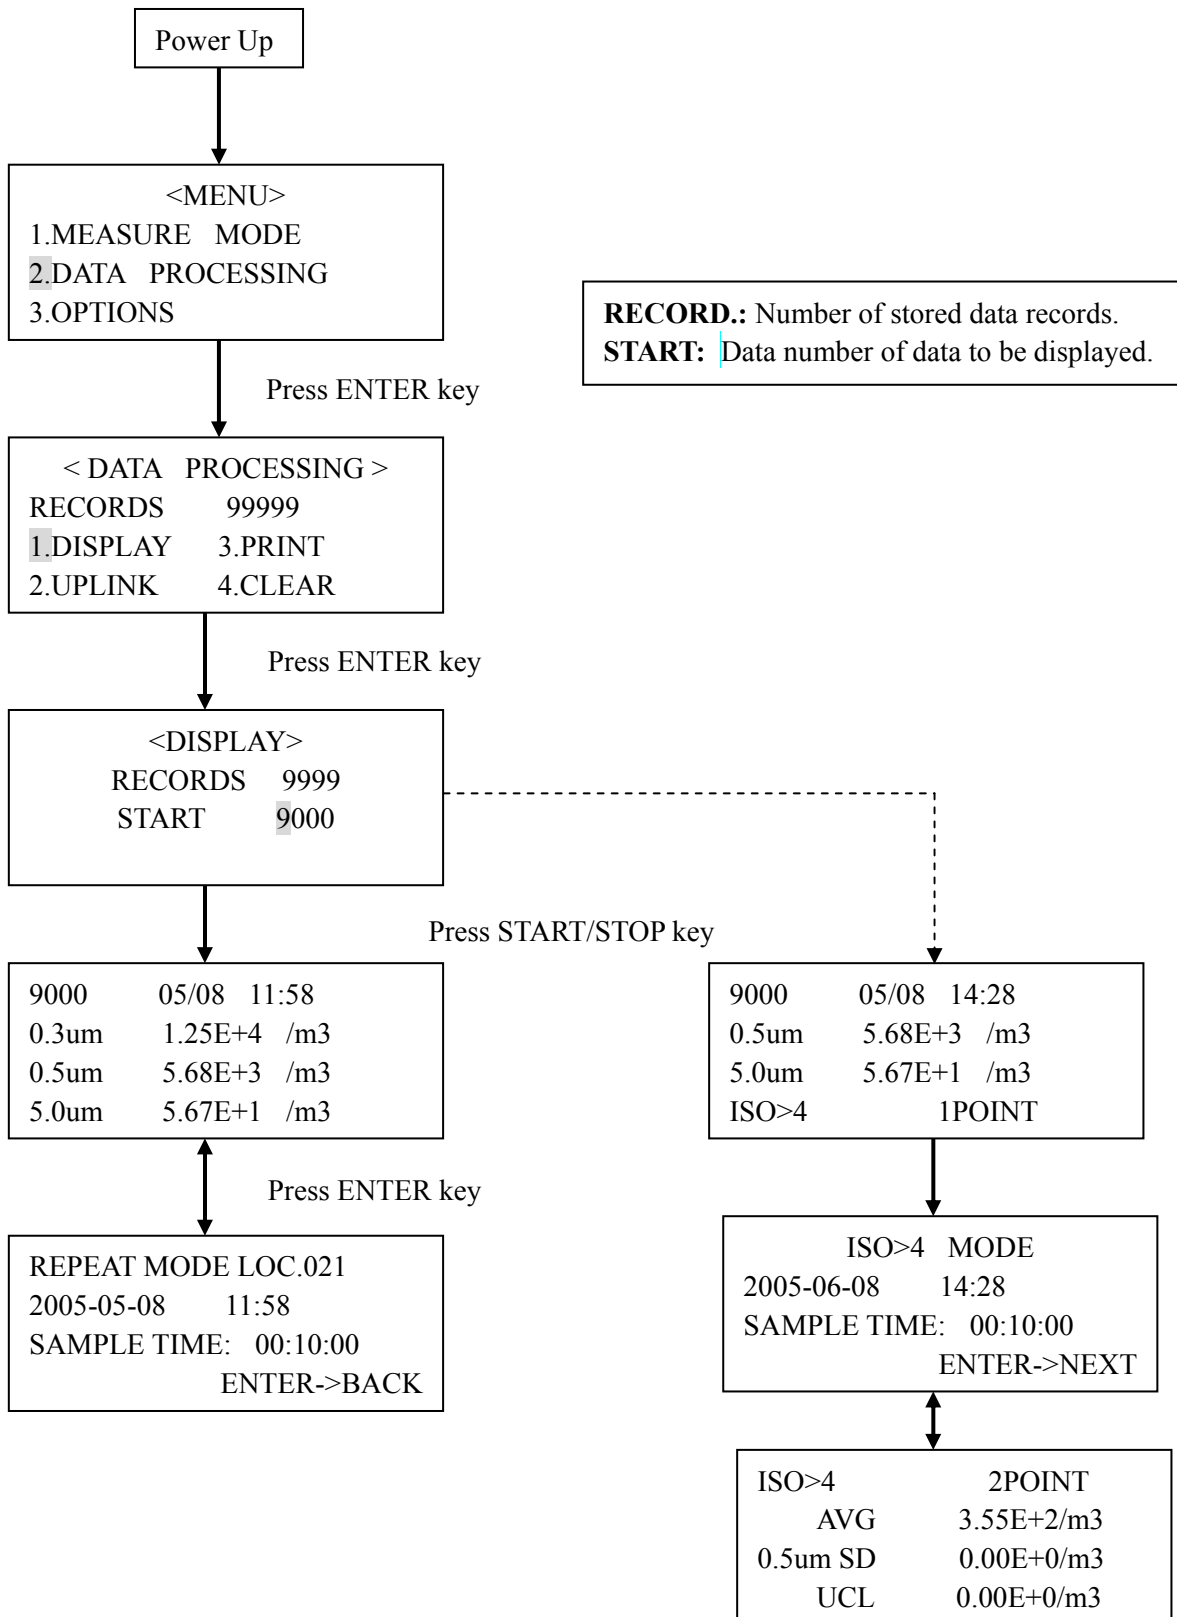 Power Up
<MENU>
1.MEASURE MODE
2.DATA PROCESSING
3.OPTIONS
RECORD.: Number of stored data records.
START: Data number of data to be displayed.
Press ENTER key
< DATA PROCESSING >
RECORDS 99999
1.DISPLAY 3.PRINT
2.UPLINK 4.CLEAR
Press ENTER key
<DISPLAY>
RECORDS 9999
START 9000
Press START/STOP key
9000 05/08 11:58
0.3um 1.25E+4 /m3
0.5um 5.68E+3 /m3
5.0um 5.67E+1 /m3
9000 05/08 14:28
0.5um 5.68E+3 /m3
5.0um 5.67E+1 /m3
ISO>4 1POINT
Press ENTER key
REPEAT MODE LOC.021
2005-05-08 11:58
SAMPLE TIME: 00:10:00
ENTER->BACK
ISO>4 MODE
2005-06-08 14:28
SAMPLE TIME: 00:10:00
ENTER->NEXT
ISO>4 2POINT
AVG 3.55E+2/m3
0.5um SD 0.00E+0/m3
UCL 0.00E+0/m3